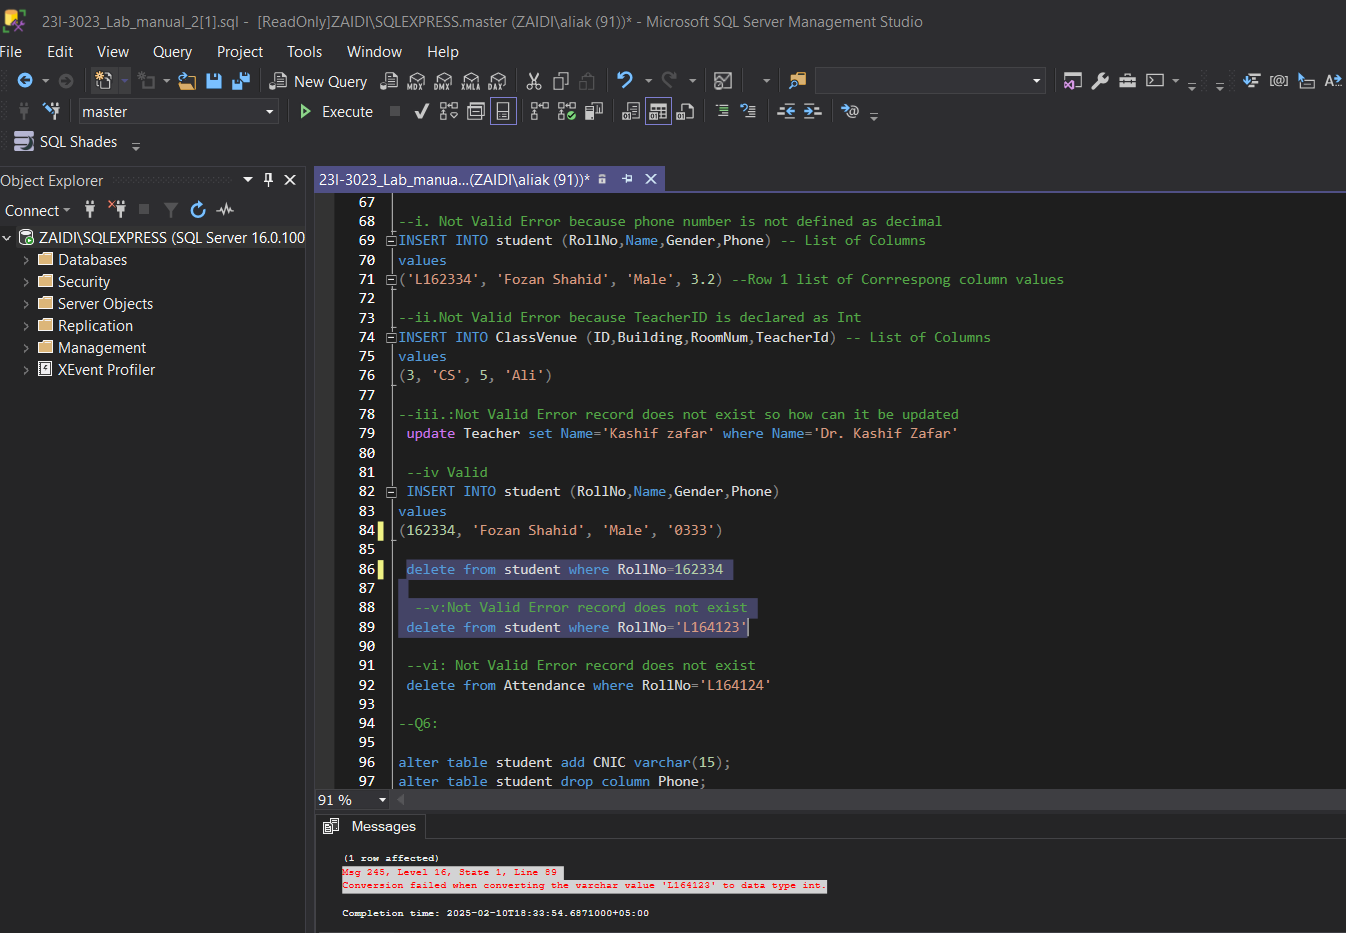 23I-3023_Lab_manual_2[1].sql - [ReadOnly]ZAIDI\SQLEXPRESS.master (ZAIDI\aliak (91))* - Microsoft SQL Server Management Studio
File Edit View Query Project Tools Window Help
New Query MDX DMX XMLA DAX
master Execute
SQL Shades
Object Explorer
Connect
ZAIDI\SQLEXPRESS (SQL Server 16.0.100
Databases
Security
Server Objects
Replication
Management
XEvent Profiler
23I-3023_Lab_manua...(ZAIDI\aliak (91))*
67
68 --i. Not Valid Error because phone number is not defined as decimal
69 INSERT INTO student (RollNo,Name,Gender,Phone) -- List of Columns
70 values
71 ('L162334', 'Fozan Shahid', 'Male', 3.2) --Row 1 list of Corrrespong column values
72
73 --ii.Not Valid Error because TeacherID is declared as Int
74 INSERT INTO ClassVenue (ID,Building,RoomNum,TeacherId) -- List of Columns
75 values
76 (3, 'CS', 5, 'Ali')
77
78 --iii.:Not Valid Error record does not exist so how can it be updated
79 update Teacher set Name='Kashif zafar' where Name='Dr. Kashif Zafar'
80
81 --iv Valid
82 INSERT INTO student (RollNo,Name,Gender,Phone)
83 values
84 (162334, 'Fozan Shahid', 'Male', '0333')
85
86 delete from student where RollNo=162334
87
88 --v:Not Valid Error record does not exist
89 delete from student where RollNo='L164123'
90
91 --vi: Not Valid Error record does not exist
92 delete from Attendance where RollNo='L164124'
93
94 --Q6:
95
96 alter table student add CNIC varchar(15);
97 alter table student drop column Phone;
91 %
Messages
(1 row affected)
Msg 245, Level 16, State 1, Line 89
Conversion failed when converting the varchar value 'L164123' to data type int.
Completion time: 2025-02-10T18:33:54.6871000+05:00